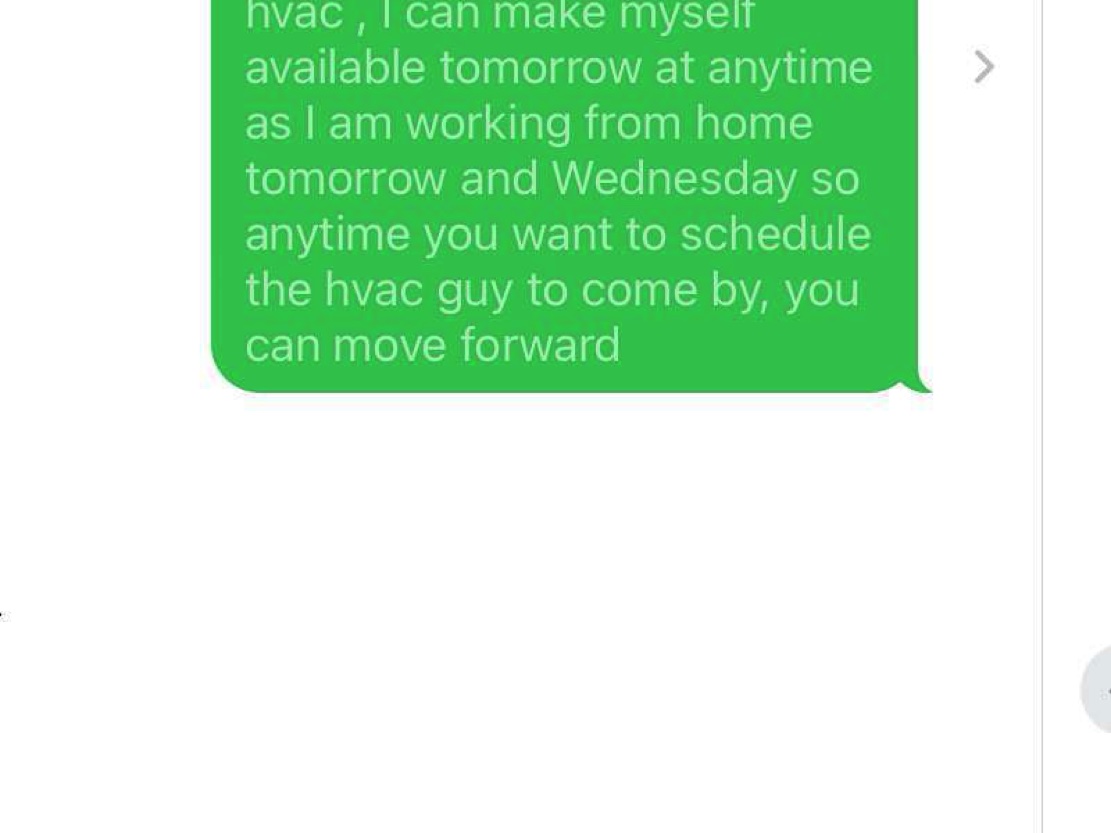 hvac , I can make myself
available tomorrow at anytime
as I am working from home
tomorrow and Wednesday so
anytime you want to schedule
the hvac guy to come by, you
can move forward